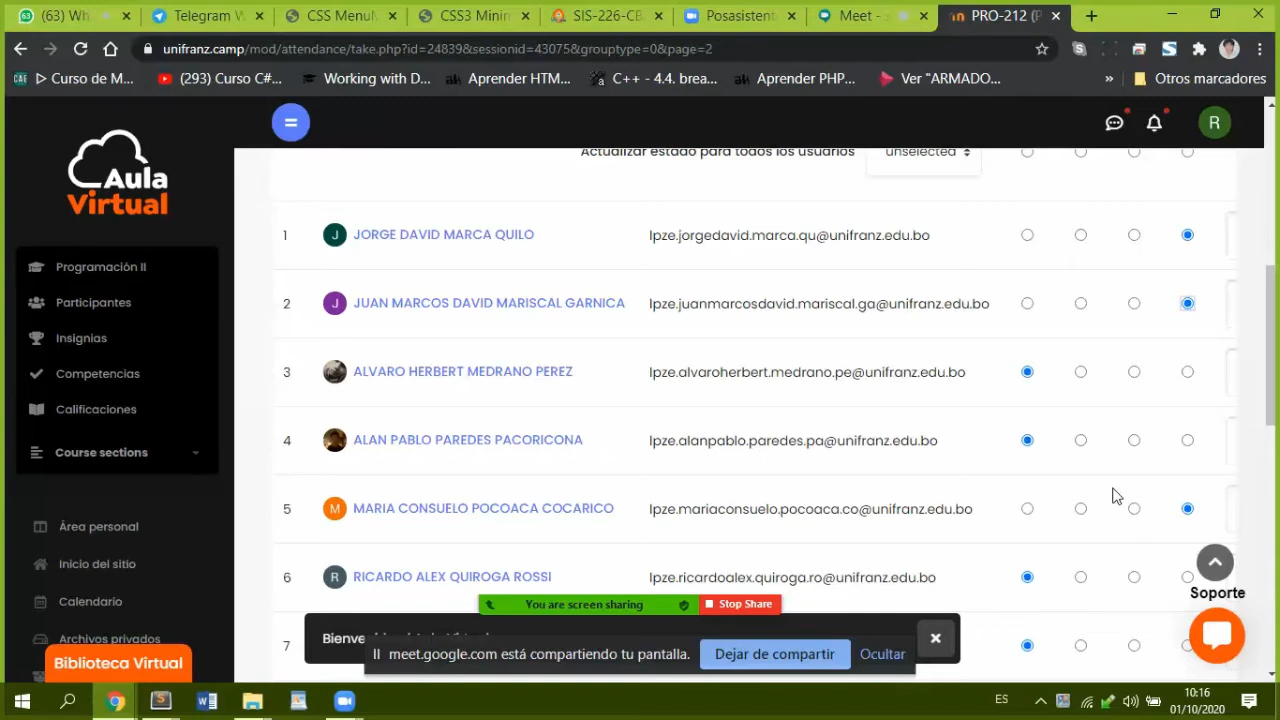 63
(63) Wh
Telegram W
CSS MenuM
CSS3 Minim
SIS-226-CB
Posasistent
Meet - s
PRO-212 (P
unifranz.camp/mod/attendance/take.php?id=24839&sessionid=43075&grouptype=0&page=2
▷ Curso de M...
(293) Curso C#...
Working with D...
Aprender HTM...
C++ - 4.4. brea...
Aprender PHP...
Ver "ARMADO...
»
Otros marcadores
Aula
Virtual
R
Actualizar estado para todos los usuarios
unselected
1 J JORGE DAVID MARCA QUILO lpze.jorgedavid.marca.qu@unifranz.edu.bo
2 J JUAN MARCOS DAVID MARISCAL GARNICA lpze.juanmarcosdavid.mariscal.ga@unifranz.edu.bo
3 ALVARO HERBERT MEDRANO PEREZ lpze.alvaroherbert.medrano.pe@unifranz.edu.bo
4 ALAN PABLO PAREDES PACORICONA lpze.alanpablo.paredes.pa@unifranz.edu.bo
5 M MARIA CONSUELO POCOACA COCARICO lpze.mariaconsuelo.pocoaca.co@unifranz.edu.bo
6 R RICARDO ALEX QUIROGA ROSSI lpze.ricardoalex.quiroga.ro@unifranz.edu.bo
7
Programación II
Participantes
Insignias
Competencias
Calificaciones
Course sections
Área personal
Inicio del sitio
Calendario
Archivos privados
Biblioteca Virtual
Soporte
You are screen sharing
Stop Share
meet.google.com está compartiendo tu pantalla.
Dejar de compartir
Ocultar
ES
10:16
01/10/2020